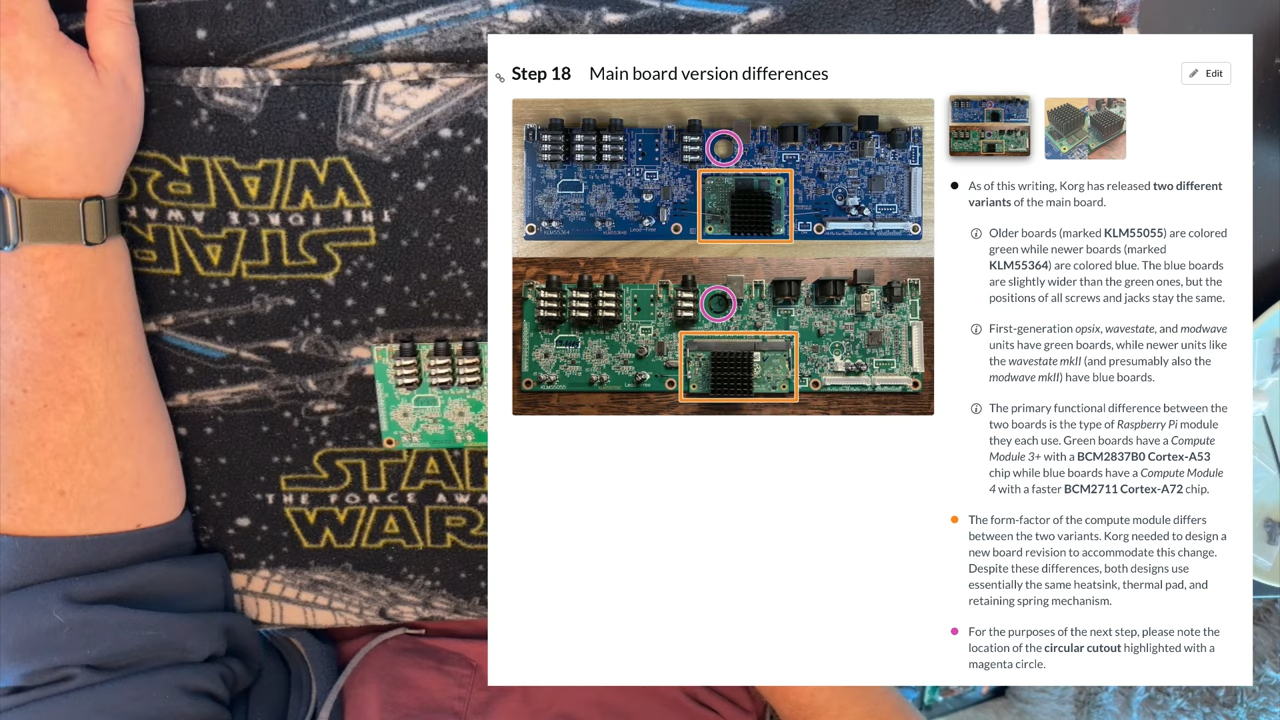 Step 18 Main board version differences
Edit
As of this writing, Korg has released two different
variants of the main board.
Older boards (marked KLM55055) are colored
green while newer boards (marked
KLM55364) are colored blue. The blue boards
are slightly wider than the green ones, but the
positions of all screws and jacks stay the same.
First-generation opsix, wavestate, and modwave
units have green boards, while newer units like
the wavestate mkII (and presumably also the
modwave mkII) have blue boards.
The primary functional difference between the
two boards is the type of Raspberry Pi module
they each use. Green boards have a Compute
Module 3+ with a BCM2837B0 Cortex-A53
chip while blue boards have a Compute Module
4 with a faster BCM2711 Cortex-A72 chip.
The form-factor of the compute module differs
between the two variants. Korg needed to design a
new board revision to accommodate this change.
Despite these differences, both designs use
essentially the same heatsink, thermal pad, and
retaining spring mechanism.
For the purposes of the next step, please note the
location of the circular cutout highlighted with a
magenta circle.
KLM55364
Lead-Free
KLM55055
Lead-Free
WARS
THE FORCE AWAK
STAR
STAR
THE FORCE AWA
WAR